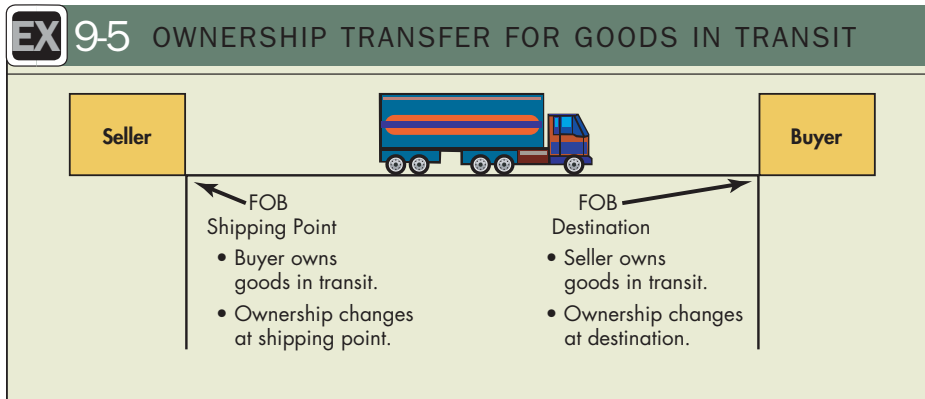 EX 9-5 OWNERSHIP TRANSFER FOR GOODS IN TRANSIT
Seller
Buyer
FOB
Shipping Point
• Buyer owns
goods in transit.
• Ownership changes
at shipping point.
FOB
Destination
• Seller owns
goods in transit.
• Ownership changes
at destination.